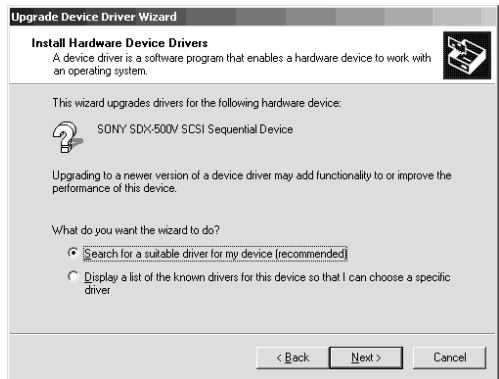 Upgrade Device Driver Wizard
Install Hardware Device Drivers
A device driver is a software program that enables a hardware device to work with
an operating system.
This wizard upgrades drivers for the following hardware device:
SONY SDX-500V SCSI Sequential Device
Upgrading to a newer version of a device driver may add functionality to or improve the
performance of this device.
What do you want the wizard to do?
Search for a suitable driver for my device (recommended)
Display a list of the known drivers for this device so that I can choose a specific
driver
< Back Next > Cancel